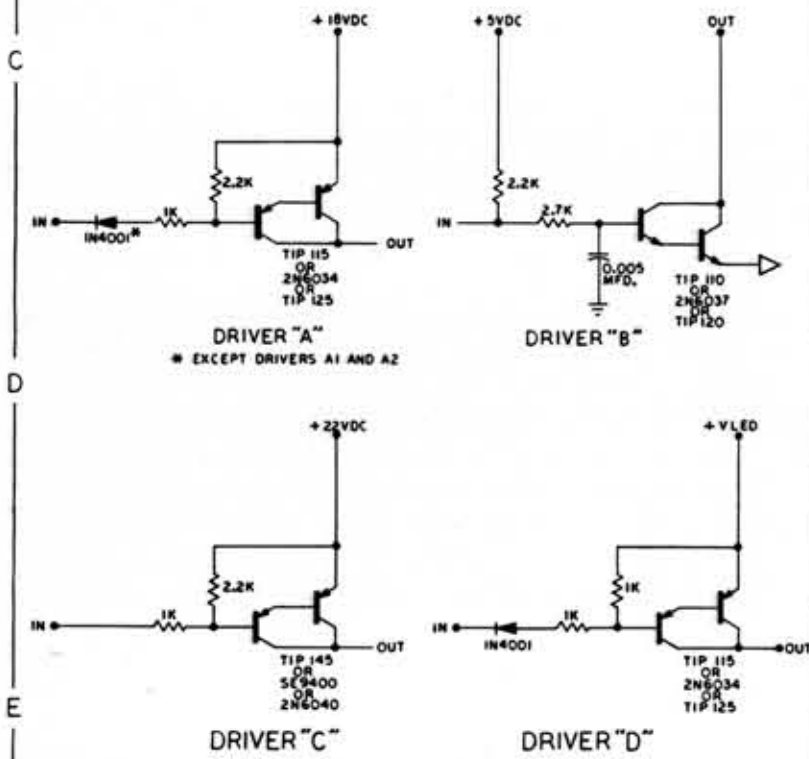 C
+18VDC
2.2K
IN
IN4001*
1K
OUT
TIP 115
OR
2N6034
OR
TIP 125
DRIVER "A"
* EXCEPT DRIVERS A1 AND A2
+5VDC
OUT
2.2K
IN
2.7K
0.005
MFD.
TIP 110
OR
2N6037
OR
TIP 120
DRIVER "B"
D
+22VDC
2.2K
IN
1K
OUT
TIP 145
OR
SE9400
OR
2N6040
DRIVER "C"
+VLED
1K
IN
IN4001
1K
OUT
TIP 115
OR
2N6034
OR
TIP 125
DRIVER "D"
E